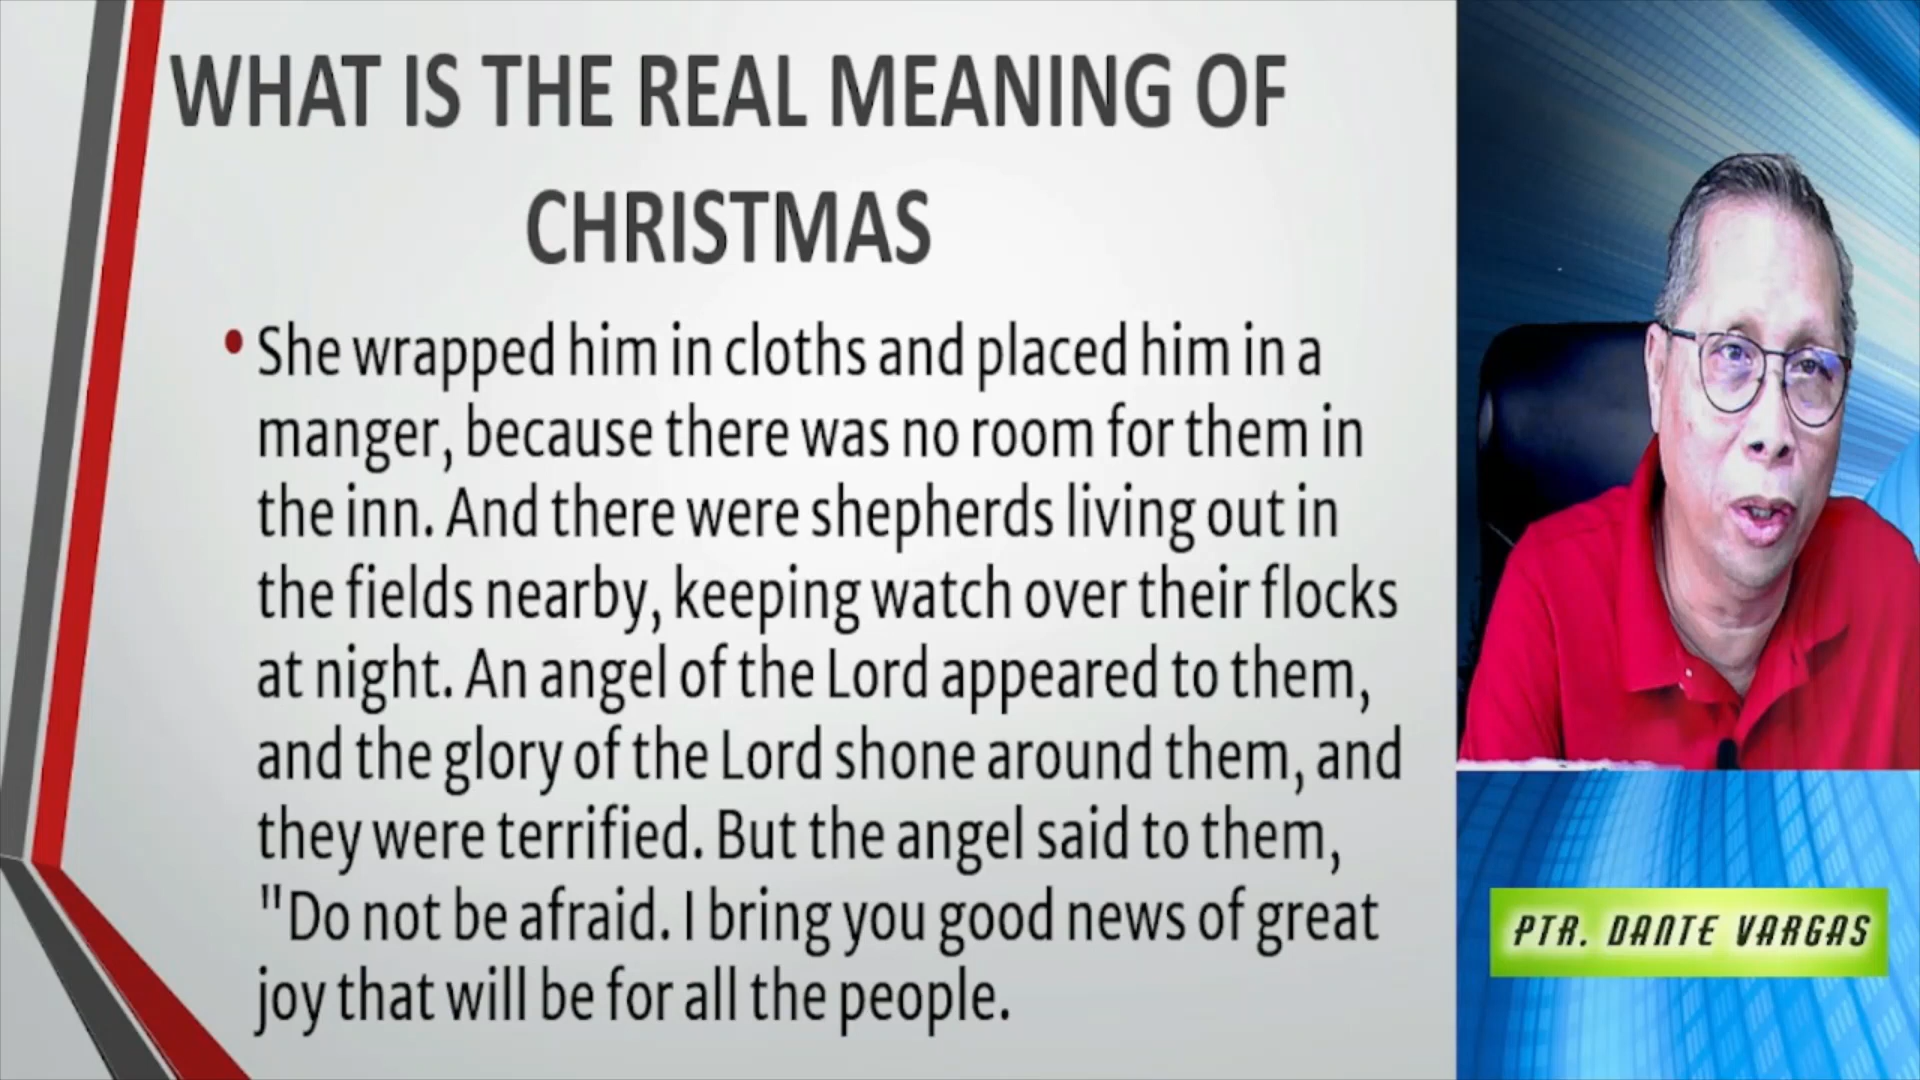 WHAT IS THE REAL MEANING OF
CHRISTMAS
• She wrapped him in cloths and placed him in a
manger, because there was no room for them in
the inn. And there were shepherds living out in
the fields nearby, keeping watch over their flocks
at night. An angel of the Lord appeared to them,
and the glory of the Lord shone around them, and
they were terrified. But the angel said to them,
"Do not be afraid. I bring you good news of great
joy that will be for all the people.
PTR. DANTE VARGAS